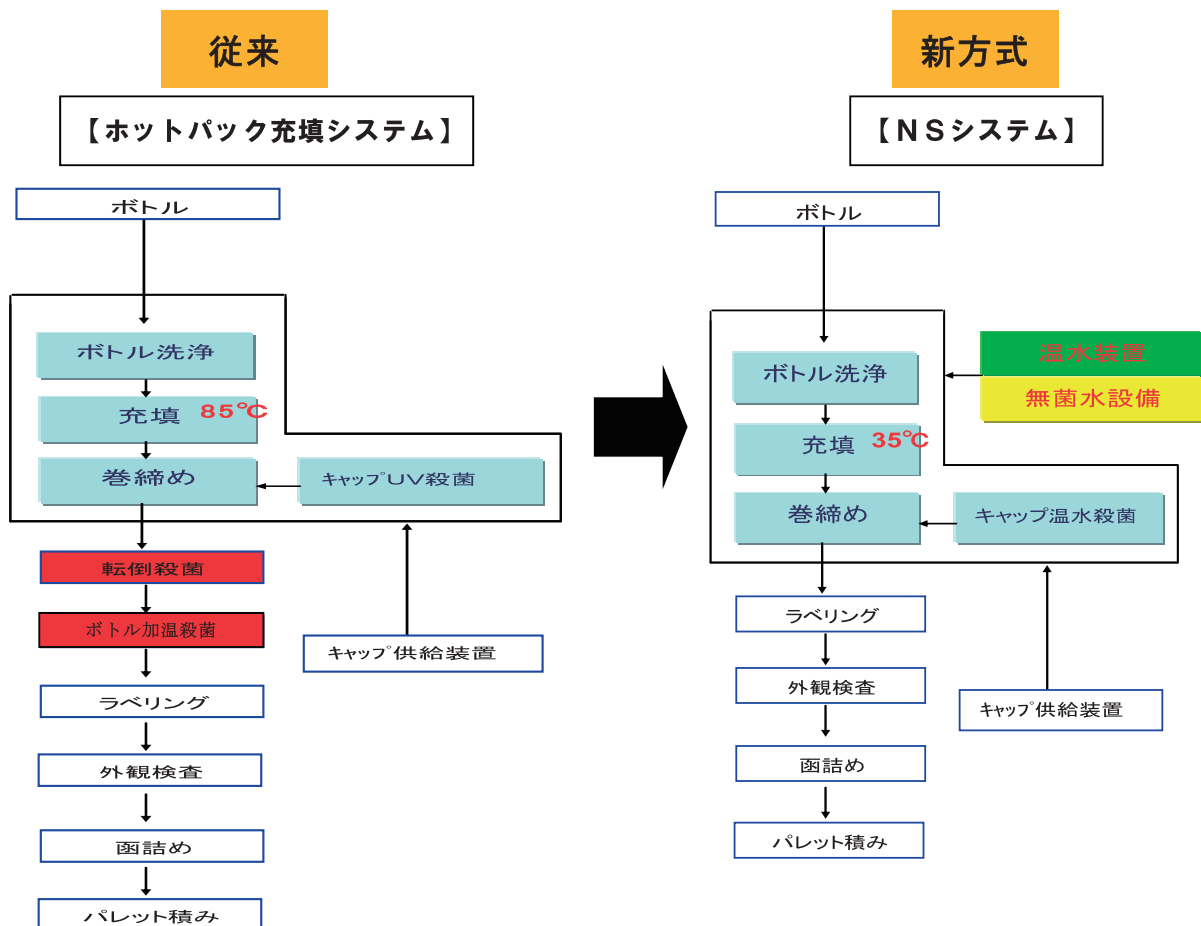 従来
【ホットパック充填システム】
ボトル
ボトル洗浄
充填 85℃
巻締め
キャップUV殺菌
転倒殺菌
ボトル加温殺菌
キャップ供給装置
ラベリング
外観検査
函詰め
パレット積み
新方式
【NSシステム】
ボトル
温水装置
無菌水設備
ボトル洗浄
充填 35℃
巻締め
キャップ温水殺菌
ラベリング
外観検査
キャップ供給装置
函詰め
パレット積み